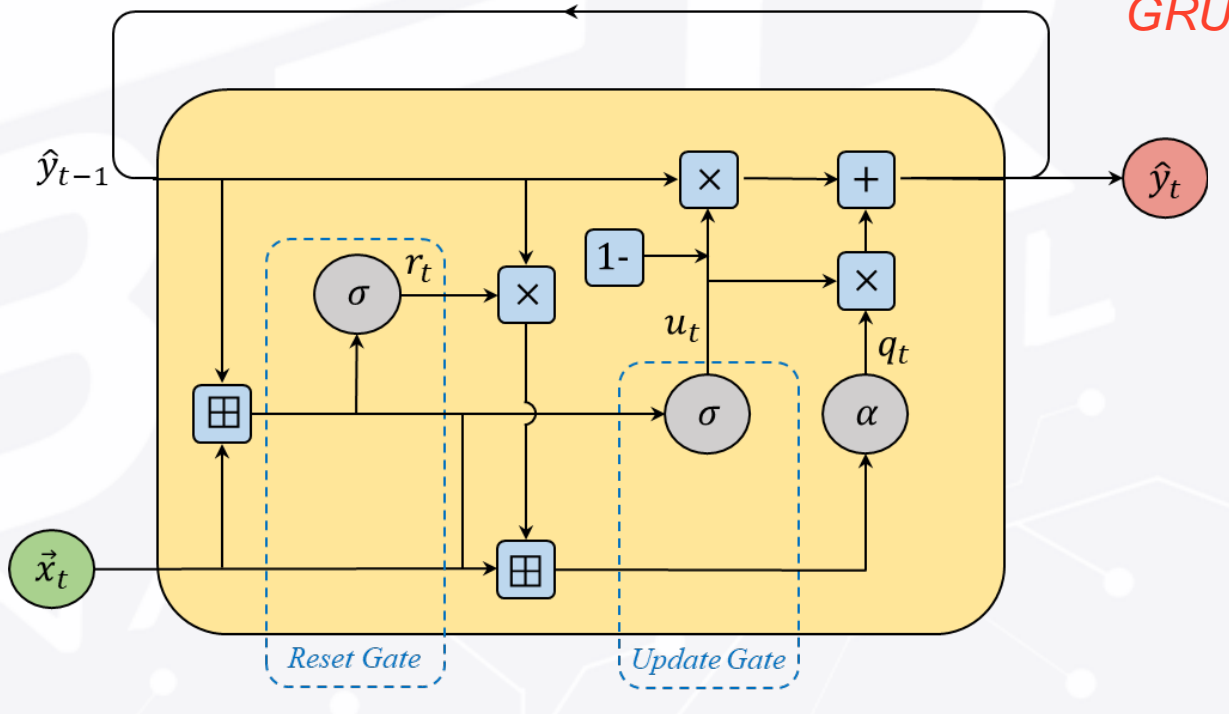 GRU
ŷₜ₋₁
×
+
ŷₜ
1-
rₜ
σ
×
×
uₜ
qₜ
⊞
σ
α
x⃗ₜ
⊞
Reset Gate
Update Gate